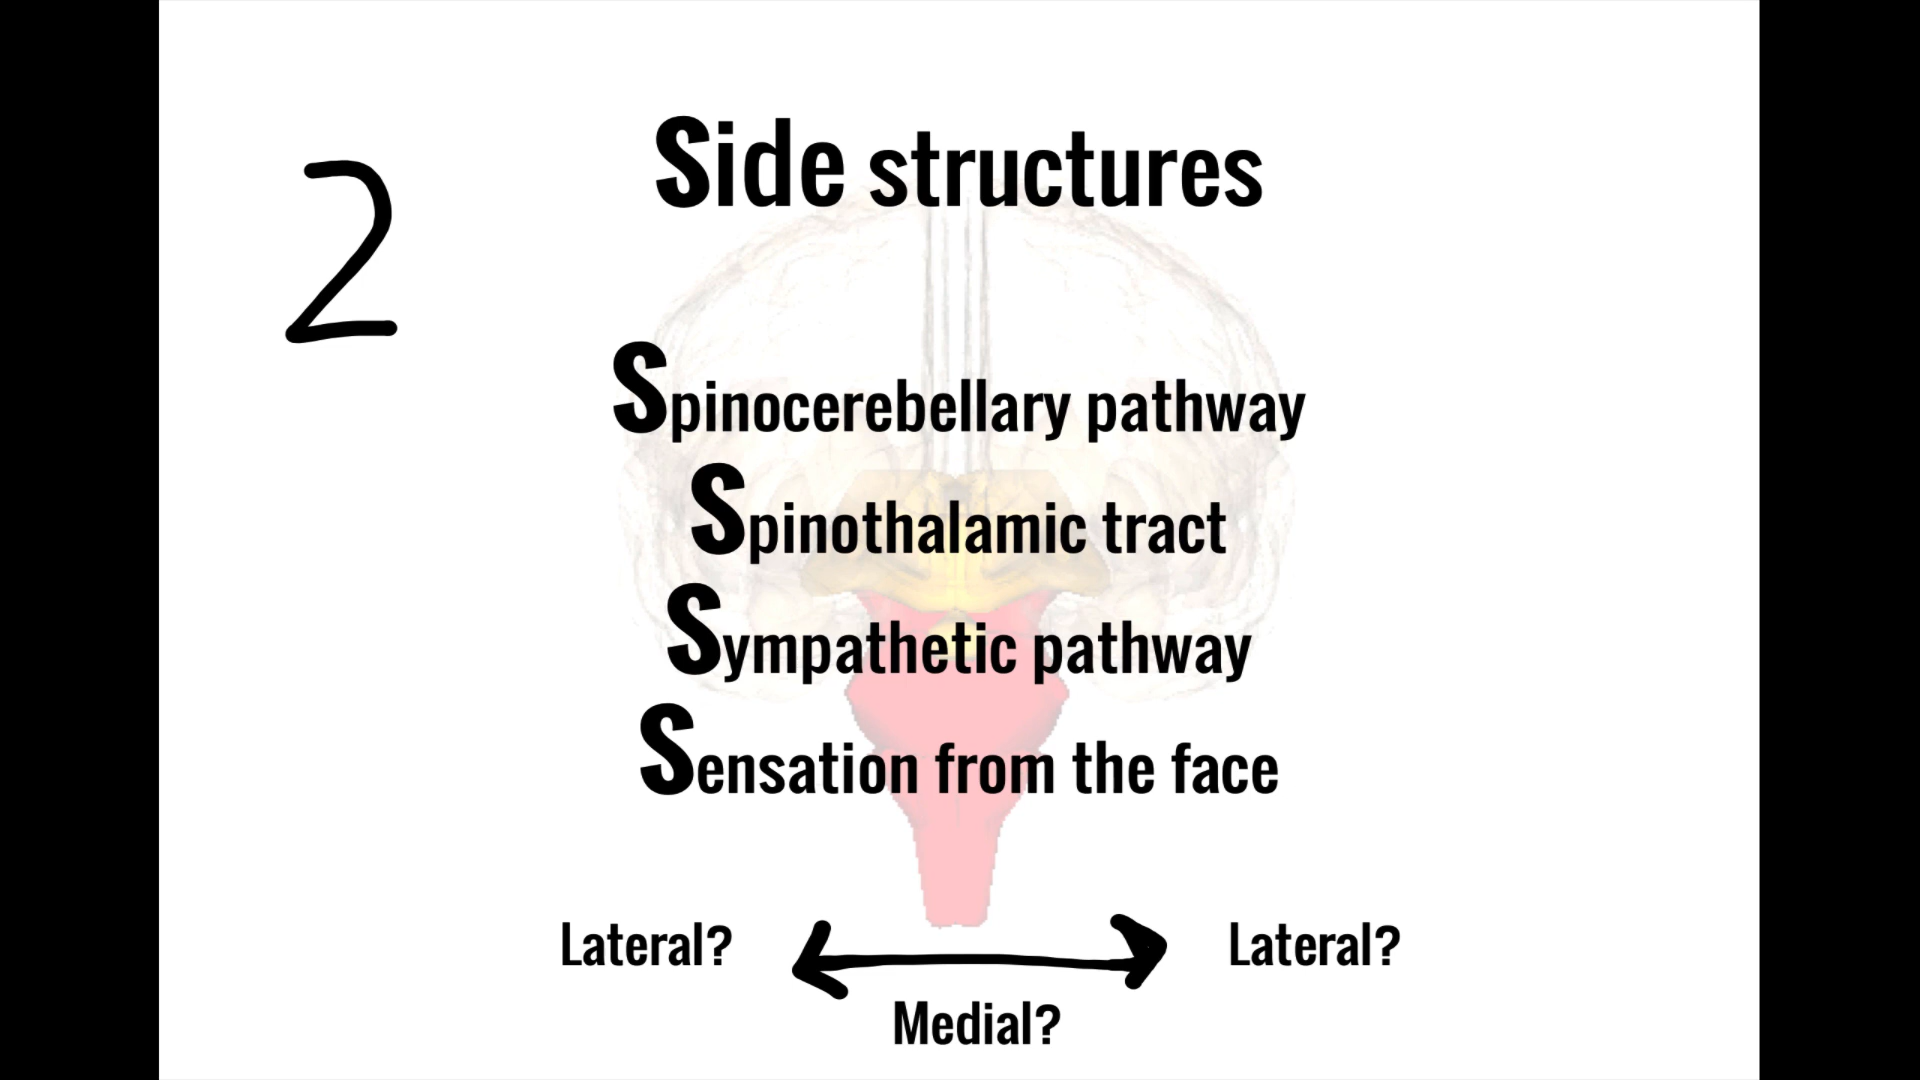 2
Side structures
Spinocerebellary pathway
Spinothalamic tract
Sympathetic pathway
Sensation from the face
Lateral? Lateral?
Medial?